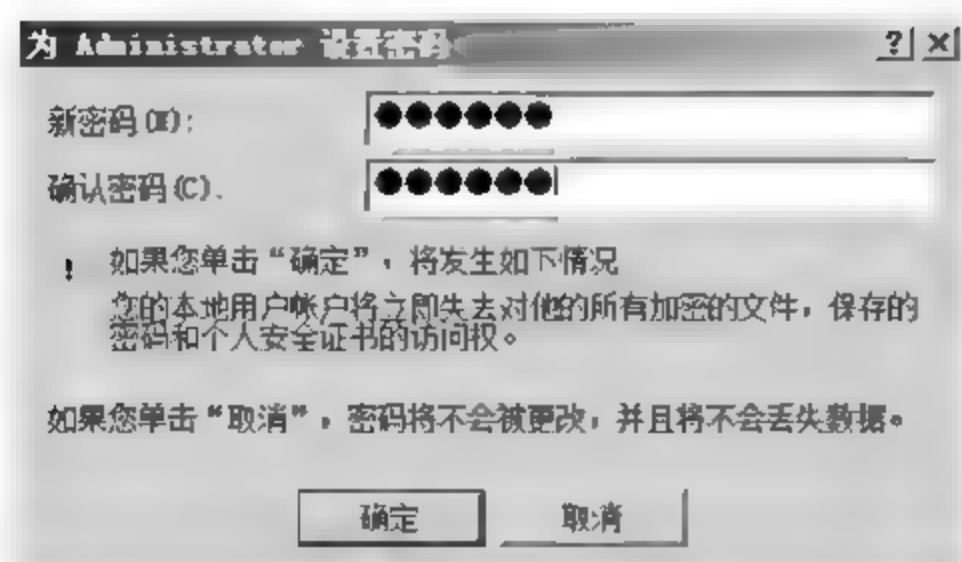 为 Administrator 设置密码
新密码(N):
●●●●●●
确认密码(C).
●●●●●●
! 如果您单击“确定”，将发生如下情况
您的本地用户帐户将立即失去对他的所有加密的文件，保存的
密码和个人安全证书的访问权。
如果您单击“取消”，密码将不会被更改，并且将不会丢失数据。
确定 取消